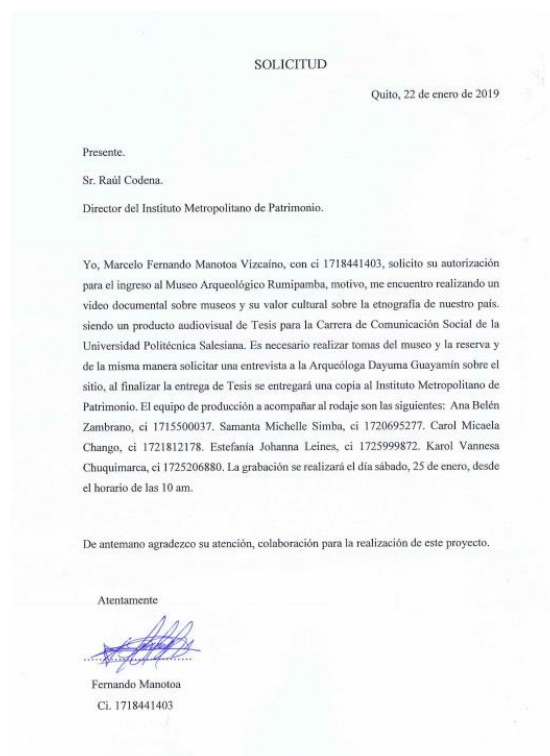 SOLICITUD
Quito, 22 de enero de 2019
Presente.
Sr. Raúl Codena.
Director del Instituto Metropolitano de Patrimonio.
Yo, Marcelo Fernando Manotoa Vizcaíno, con ci 1718441403, solicito su autorización
para el ingreso al Museo Arqueológico Rumipamba, motivo, me encuentro realizando un
video documental sobre museos y su valor cultural sobre la etnografía de nuestro país.
siendo un producto audiovisual de Tesis para la Carrera de Comunicación Social de la
Universidad Politécnica Salesiana. Es necesario realizar tomas del museo y la reserva y
de la misma manera solicitar una entrevista a la Arqueóloga Dayuma Guayamín sobre el
sitio, al finalizar la entrega de Tesis se entregará una copia al Instituto Metropolitano de
Patrimonio. El equipo de producción a acompañar al rodaje son las siguientes: Ana Belén
Zambrano, ci 1715500037. Samanta Michelle Simba, ci 1720695277. Carol Micaela
Chango, ci 1721812178. Estefanía Johanna Leines, ci 1725999872. Karol Vannesa
Chuquimarca, ci 1725206880. La grabación se realizará el día sábado, 25 de enero, desde
el horario de las 10 am.
De antemano agradezco su atención, colaboración para la realización de este proyecto.
Atentamente
Fernando Manotoa
Ci. 1718441403